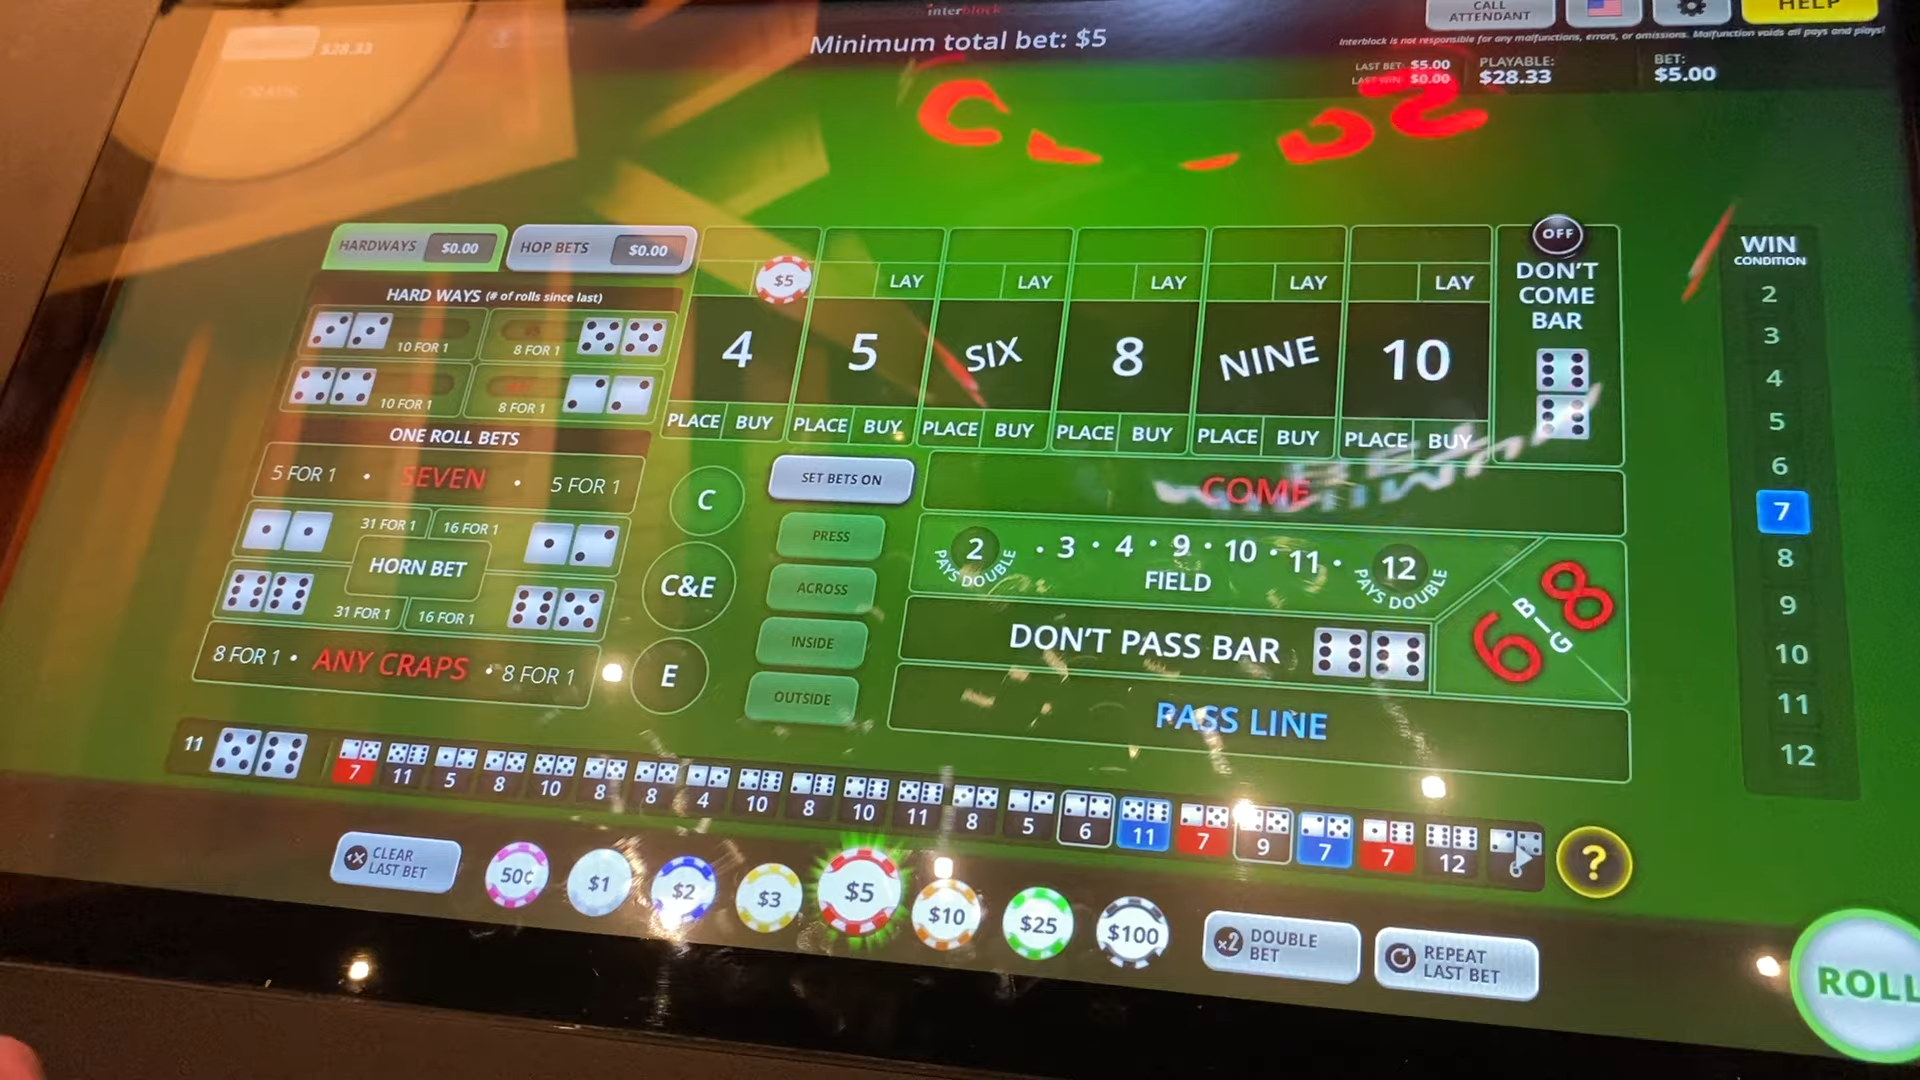 interblock
Minimum total bet: $5
CALL
ATTENDANT
HELP
Interblock is not responsible for any malfunctions, errors, or omissions. Malfunction voids all pays and plays!
LAST BET: $5.00
LAST WIN: $0.00
PLAYABLE:
$28.33
BET:
$5.00
$28.33
CRAPS
HARDWAYS $0.00
HOP BETS $0.00
HARD WAYS (# of rolls since last)
10 FOR 1
8 FOR 1
10 FOR 1
8 FOR 1
ONE ROLL BETS
5 FOR 1 • SEVEN • 5 FOR 1
31 FOR 1
16 FOR 1
HORN BET
31 FOR 1
16 FOR 1
8 FOR 1 • ANY CRAPS • 8 FOR 1
C
C&E
E
$5
LAY
LAY
LAY
LAY
LAY
4
5
SIX
8
NINE
10
PLACE BUY
PLACE BUY
PLACE BUY
PLACE BUY
PLACE BUY
PLACE BUY
OFF
DON'T
COME
BAR
SET BETS ON
PRESS
ACROSS
INSIDE
OUTSIDE
COME
2 • 3 • 4 • 9 • 10 • 11 • 12
PAYS DOUBLE
FIELD
PAYS DOUBLE
DON'T PASS BAR
6 BIG 8
PASS LINE
WIN
CONDITION
2
3
4
5
6
7
8
9
10
11
12
11
7 11 5 8 10 8 8 4 10 8 10 11 8 5 6 11 7 9 7 7 12 6
?
CLEAR
LAST BET
50¢
$1
$2
$3
$5
$10
$25
$100
x2 DOUBLE
BET
REPEAT
LAST BET
ROLL